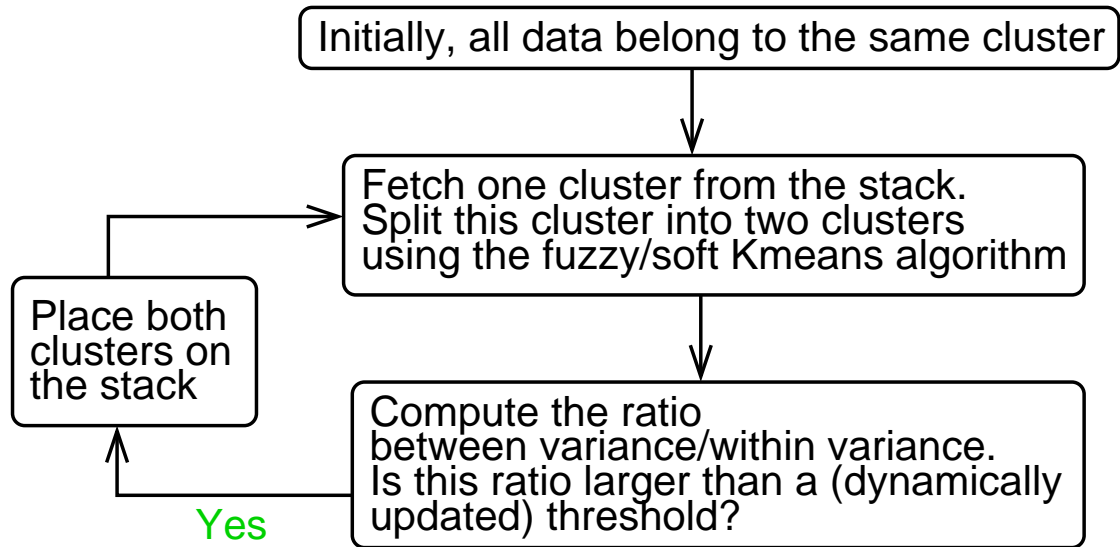 Initially, all data belong to the same cluster
Fetch one cluster from the stack.
Split this cluster into two clusters
using the fuzzy/soft Kmeans algorithm
Place both
clusters on
the stack
Compute the ratio
between variance/within variance.
Is this ratio larger than a (dynamically
updated) threshold?
Yes